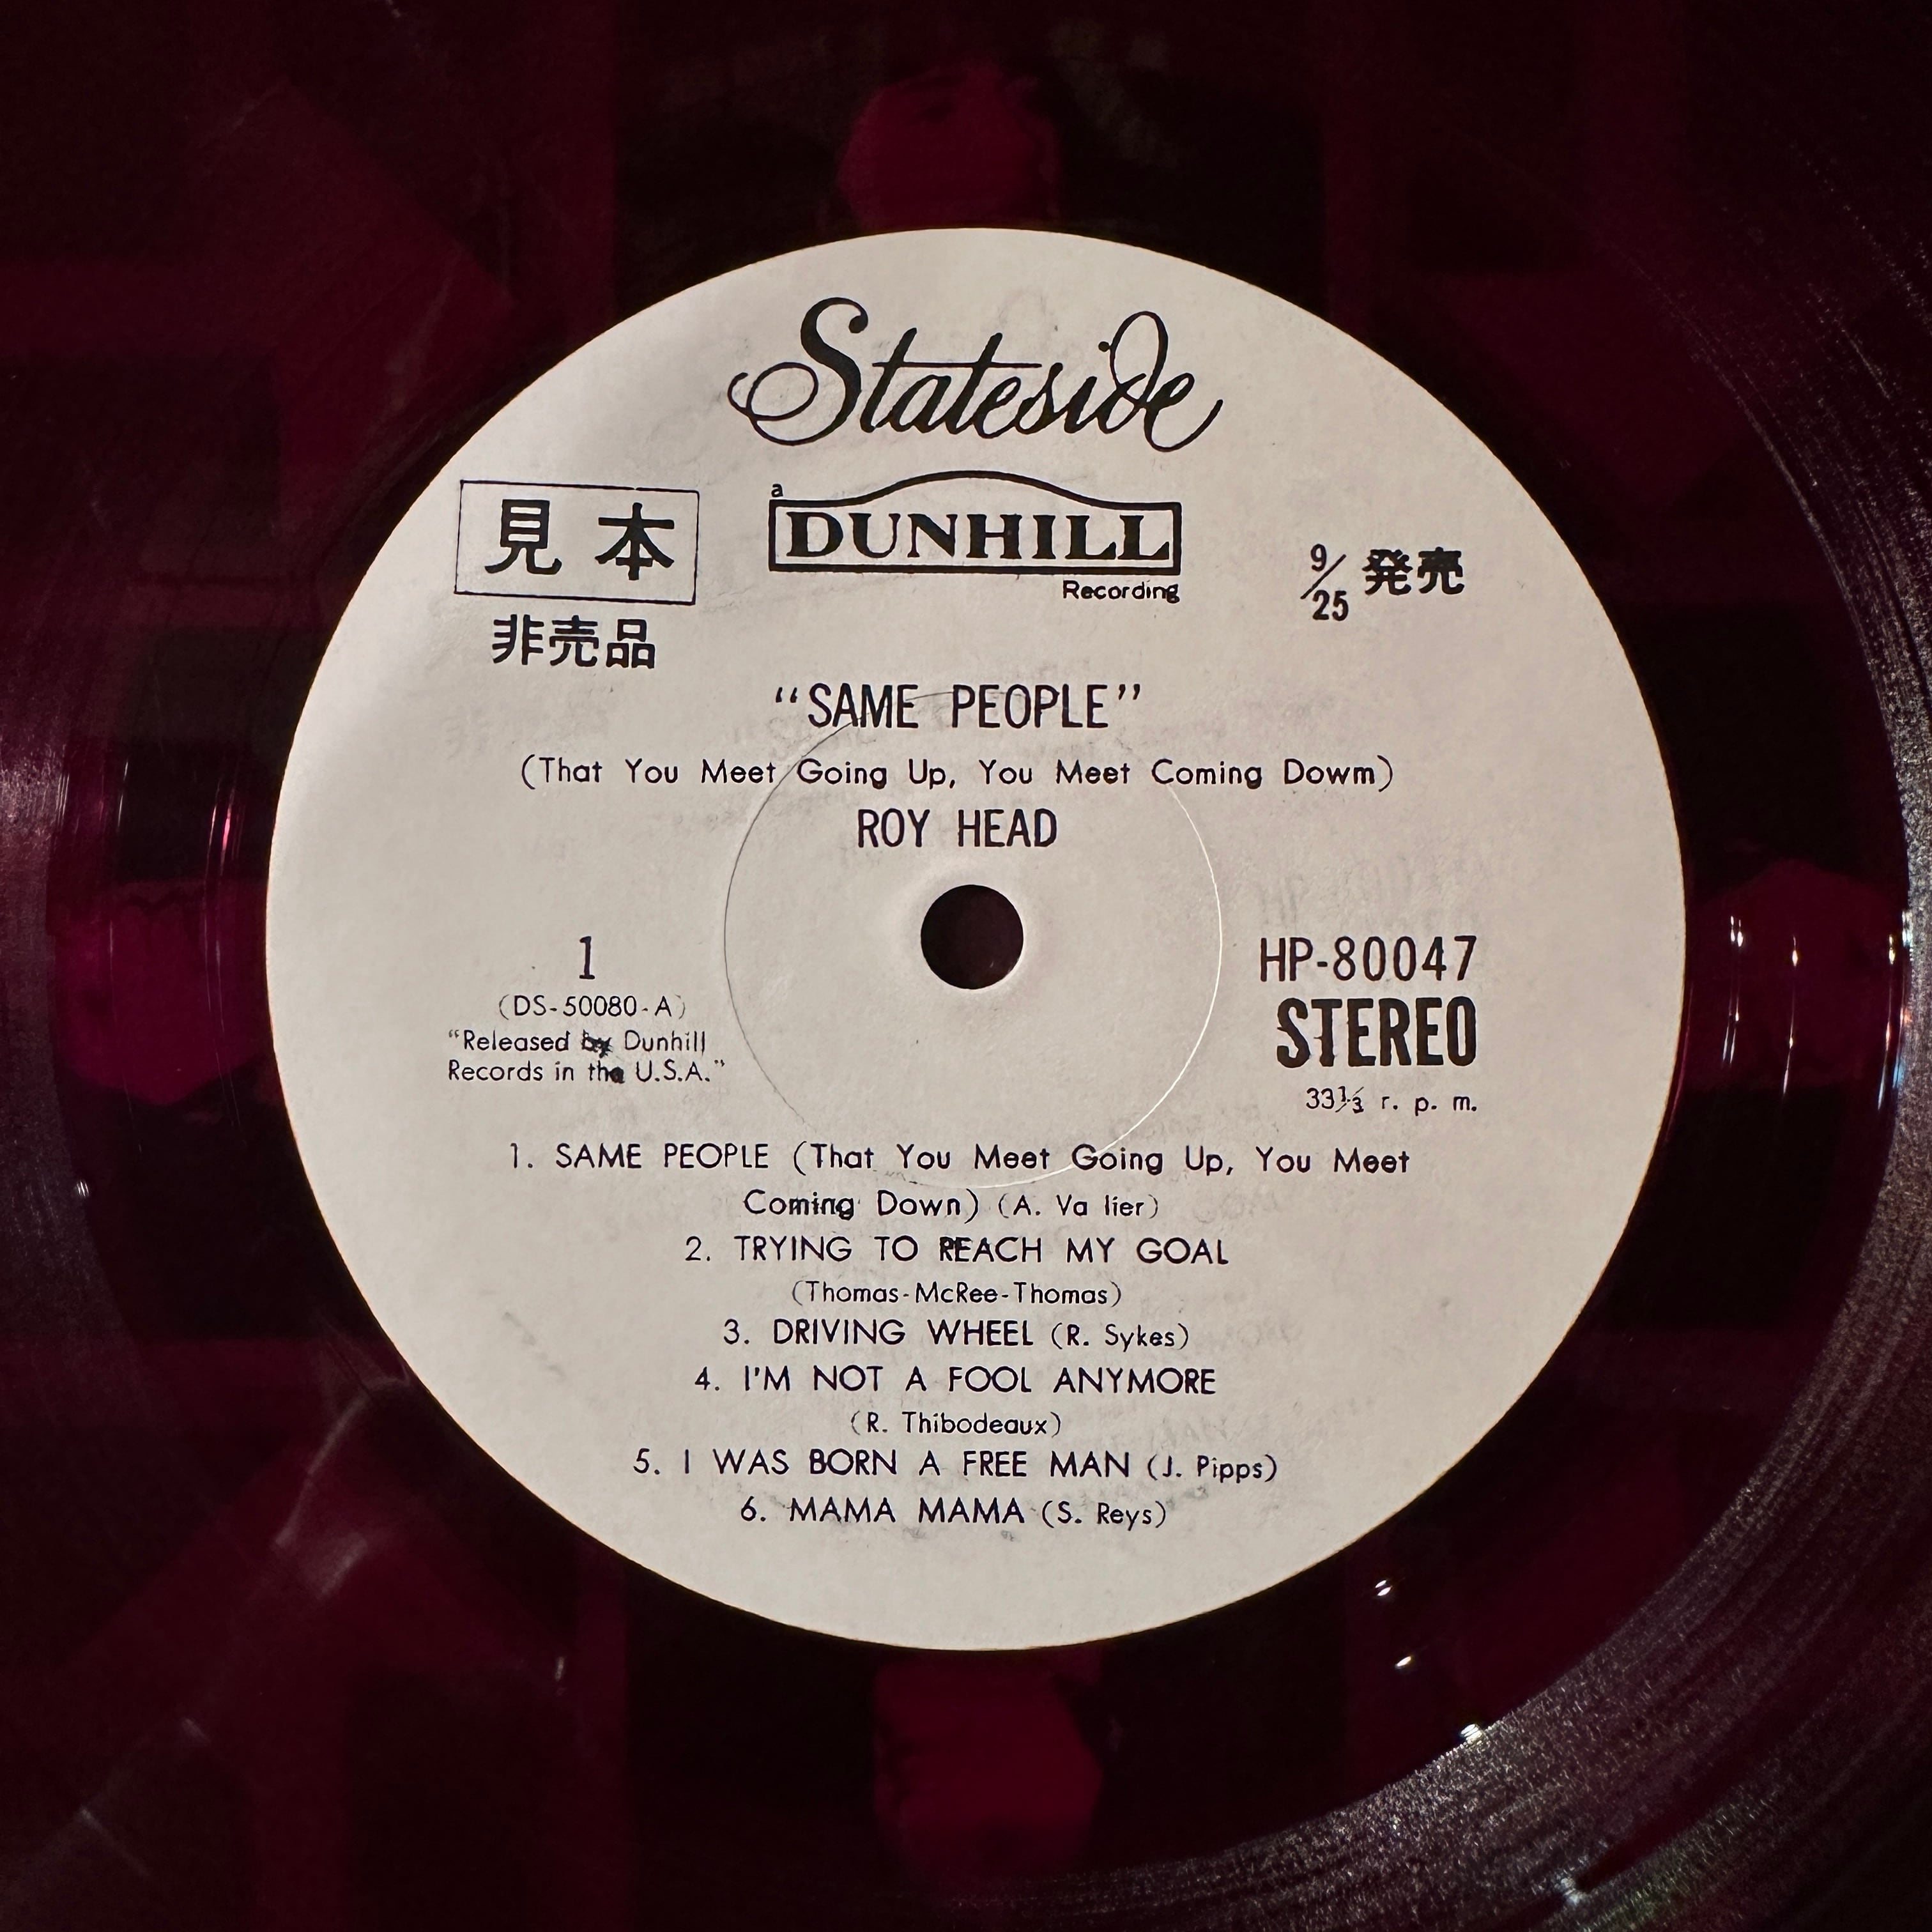 Stateside
見本
a
DUNHILL
Recording
9/25 発売
非売品
“SAME PEOPLE”
(That You Meet Going Up, You Meet Coming Dowm)
ROY HEAD
1
(DS-50080-A)
“Released by Dunhill
Records in the U.S.A.”
HP-80047
STEREO
33⅓ r. p. m.
1. SAME PEOPLE (That You Meet Going Up, You Meet
Coming Down) (A. Va lier)
2. TRYING TO REACH MY GOAL
(Thomas-McRee-Thomas)
3. DRIVING WHEEL (R. Sykes)
4. I'M NOT A FOOL ANYMORE
(R. Thibodeaux)
5. I WAS BORN A FREE MAN (J. Pipps)
6. MAMA MAMA (S. Reys)